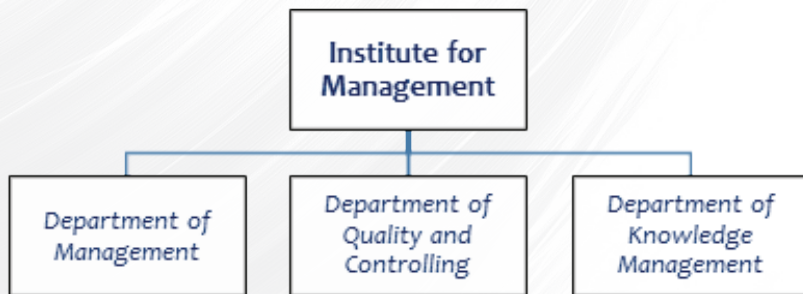 Institute for
Management
Department of
Management
Department of
Quality and
Controlling
Department of
Knowledge
Management